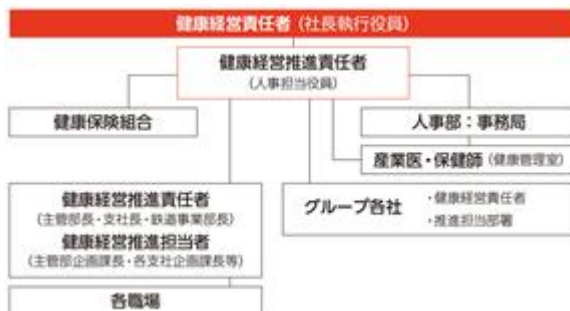 健康経営責任者（社長執行役員）
健康経営推進責任者
（人事担当役員）
健康保険組合
人事部：事務局
産業医・保健師（健康管理室）
健康経営推進責任者
（主管部長・支社長・鉄道事業部長）
健康経営推進担当者
（主管部企画課長・各支社企画課長等）
グループ各社
・健康経営責任者
・推進担当部署
各職場